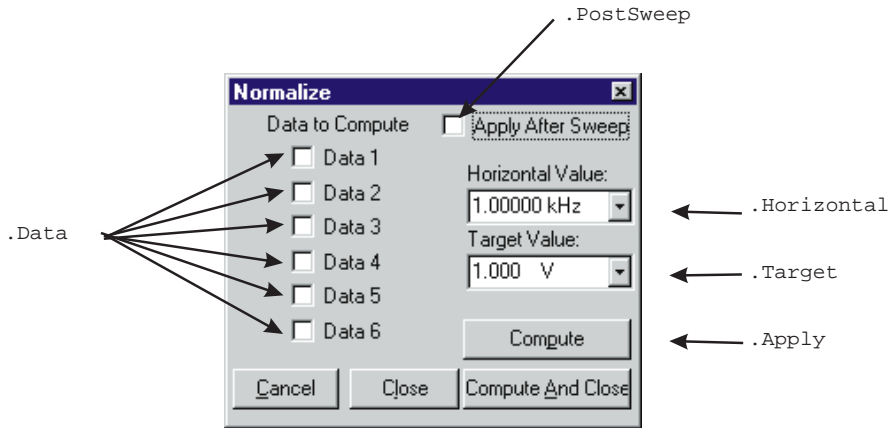 .PostSweep
Normalize
Data to Compute
Apply After Sweep
Data 1
Data 2
Data 3
Data 4
Data 5
Data 6
.Data
Horizontal Value:
1.00000 kHz
.Horizontal
Target Value:
1.000 V
.Target
Compute
.Apply
Cancel
Close
Compute And Close